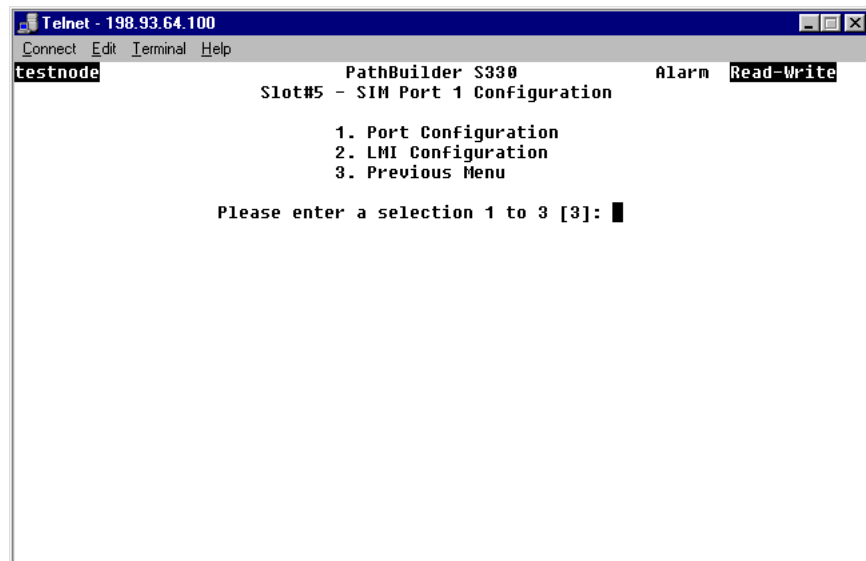 Telnet - 198.93.64.100
Connect Edit Terminal Help
testnode PathBuilder S330 Alarm Read-Write
Slot#5 - SIM Port 1 Configuration
1. Port Configuration
2. LMI Configuration
3. Previous Menu
Please enter a selection 1 to 3 [3]: